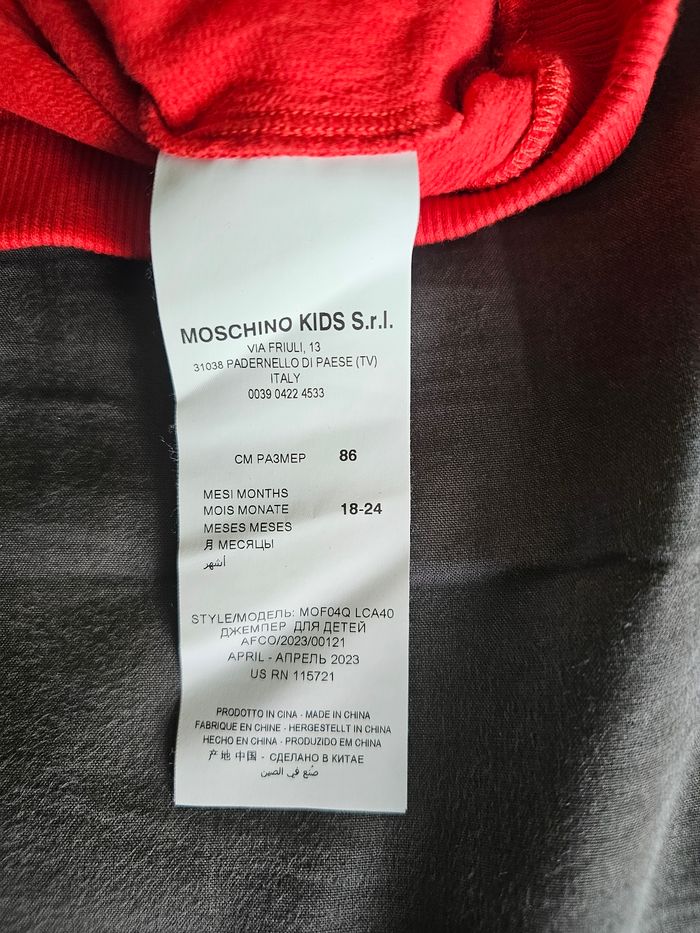 MOSCHINO KIDS S.r.l.
VIA FRIULI, 13
31038 PADERNELLO DI PAESE (TV)
ITALY
0039 0422 4533
CM РАЗМЕР 86
MESI MONTHS
MOIS MONATE 18-24
MESES MESES
月 МЕСЯЦЫ
أشهر
STYLE/МОДЕЛЬ: MOF04Q LCA40
ДЖЕМПЕР ДЛЯ ДЕТЕЙ
AFCO/2023/00121
APRIL - АПРЕЛЬ 2023
US RN 115721
PRODOTTO IN CINA - MADE IN CHINA
FABRIQUE EN CHINE - HERGESTELLT IN CHINA
HECHO EN CHINA - PRODUZIDO EM CHINA
产 地 中国 - СДЕЛАНО В КИТАЕ
صُنع في الصين